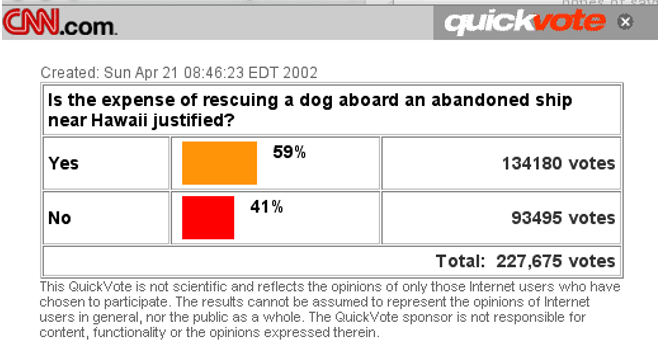 hopes of sav
CNN.com.
quickvote
Created: Sun Apr 21 08:46:23 EDT 2002
Is the expense of rescuing a dog aboard an abandoned ship
near Hawaii justified?
Yes 59% 134180 votes
No 41% 93495 votes
Total: 227,675 votes
This QuickVote is not scientific and reflects the opinions of only those Internet users who have
chosen to participate. The results cannot be assumed to represent the opinions of Internet
users in general, nor the public as a whole. The QuickVote sponsor is not responsible for
content, functionality or the opinions expressed therein.